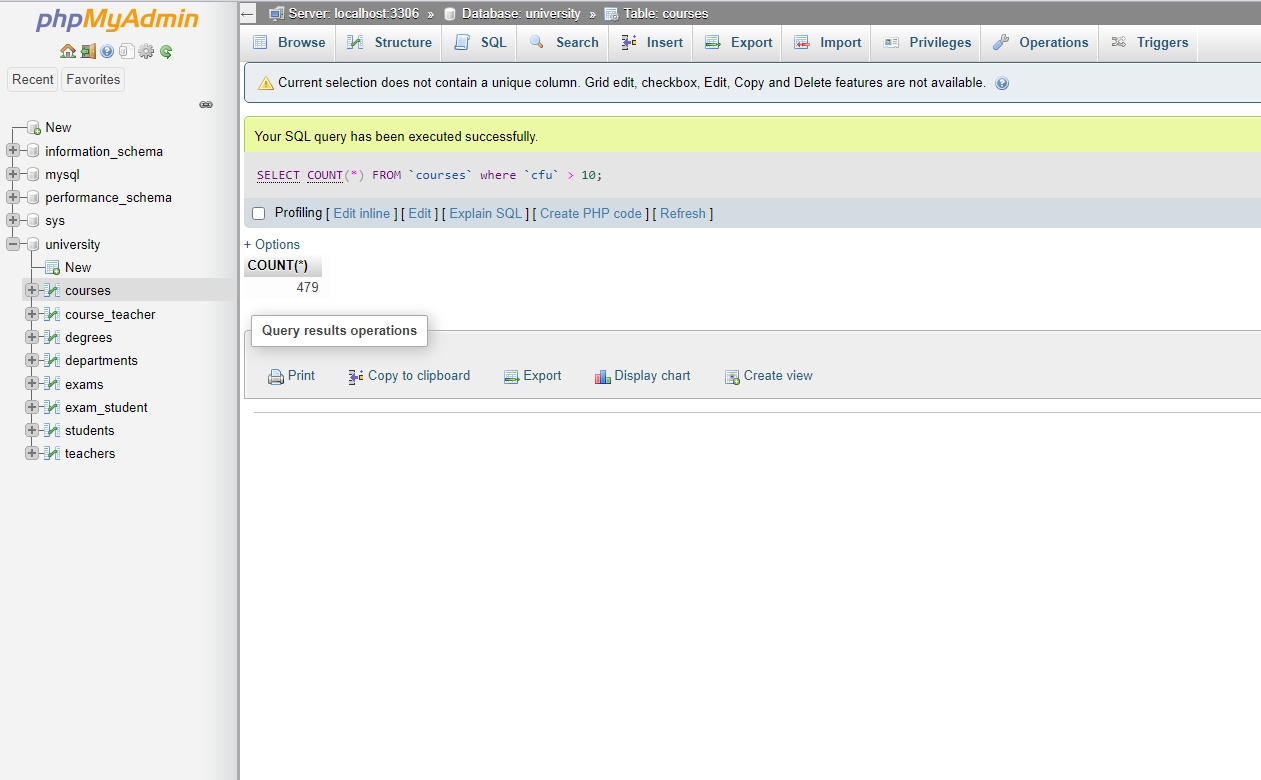 phpMyAdmin
Recent Favorites
New
information_schema
mysql
performance_schema
sys
university
New
courses
course_teacher
degrees
departments
exams
exam_student
students
teachers
← Server: localhost:3306 » Database: university » Table: courses
Browse Structure SQL Search Insert Export Import Privileges Operations Triggers
Current selection does not contain a unique column. Grid edit, checkbox, Edit, Copy and Delete features are not available.
Your SQL query has been executed successfully.
SELECT COUNT(*) FROM `courses` where `cfu` > 10;
Profiling [ Edit inline ] [ Edit ] [ Explain SQL ] [ Create PHP code ] [ Refresh ]
+ Options
COUNT(*)
479
Query results operations
Print Copy to clipboard Export Display chart Create view